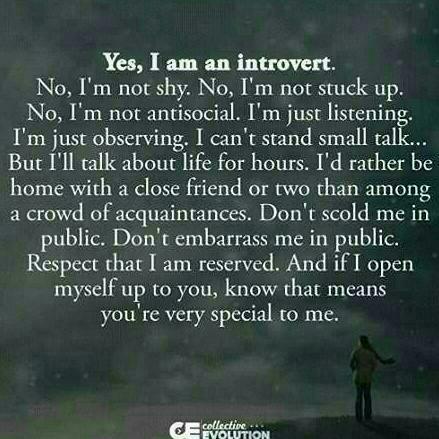 Yes, I am an introvert.
No, I'm not shy. No, I'm not stuck up.
No, I'm not antisocial. I'm just listening.
I'm just observing. I can't stand small talk...
But I'll talk about life for hours. I'd rather be
home with a close friend or two than among
a crowd of acquaintances. Don't scold me in
public. Don't embarrass me in public.
Respect that I am reserved. And if I open
myself up to you, know that means
you're very special to me.
CE collective ...
EVOLUTION